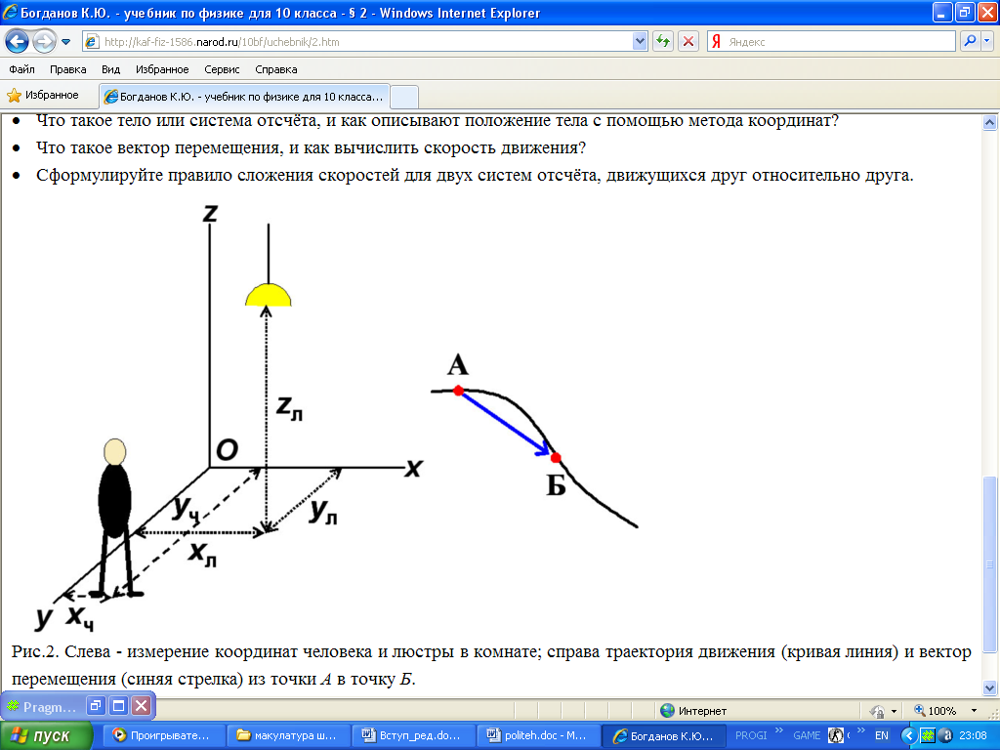 Богданов К.Ю. - учебник по физике для 10 класса - § 2 - Windows Internet Explorer
http://kaf-fiz-1586.narod.ru/10bf/uchebnik/2.htm
Яндекс
Файл Правка Вид Избранное Сервис Справка
Избранное
Богданов К.Ю. - учебник по физике для 10 класса...
• Что такое тело или система отсчёта, и как описывают положение тела с помощью метода координат?
• Что такое вектор перемещения, и как вычислить скорость движения?
• Сформулируйте правило сложения скоростей для двух систем отсчёта, движущихся друг относительно друга.
z
А
zл
O
x
Б
yч
yл
xл
y
xч
Рис.2. Слева - измерение координат человека и люстры в комнате; справа траектория движения (кривая линия) и вектор
перемещения (синяя стрелка) из точки А в точку Б.
Pragm...
Интернет
100%
пуск
Проигрывате...
макулатура ш...
Вступ_ред.do...
politeh.doc - M...
Богданов К.Ю...
PROGI
GAME
EN
23:08